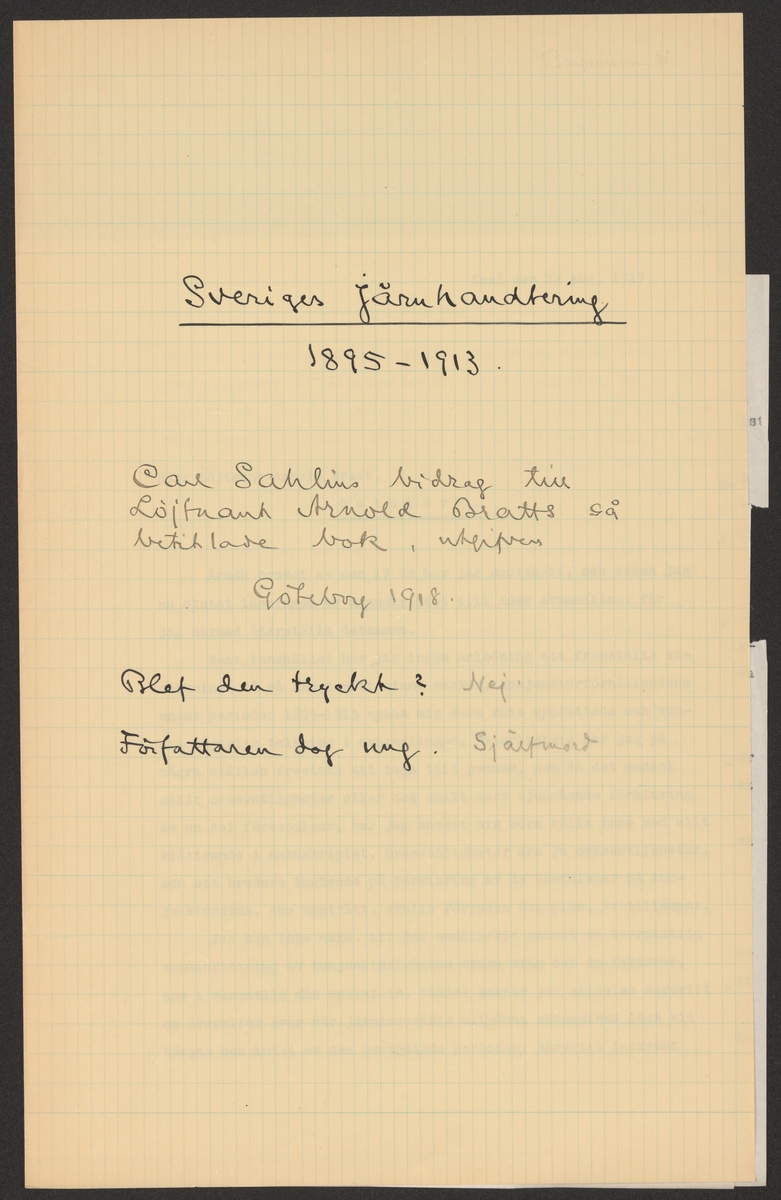 Sveriges järnhandtering
1895-1913.
Carl Sahlins bidrag till
Löjtnant Arnold Bratts så
betitlade bok, utgifven
Göteborg 1918.
Blef den tryckt? Nej.
Författaren dog ung. Självmord